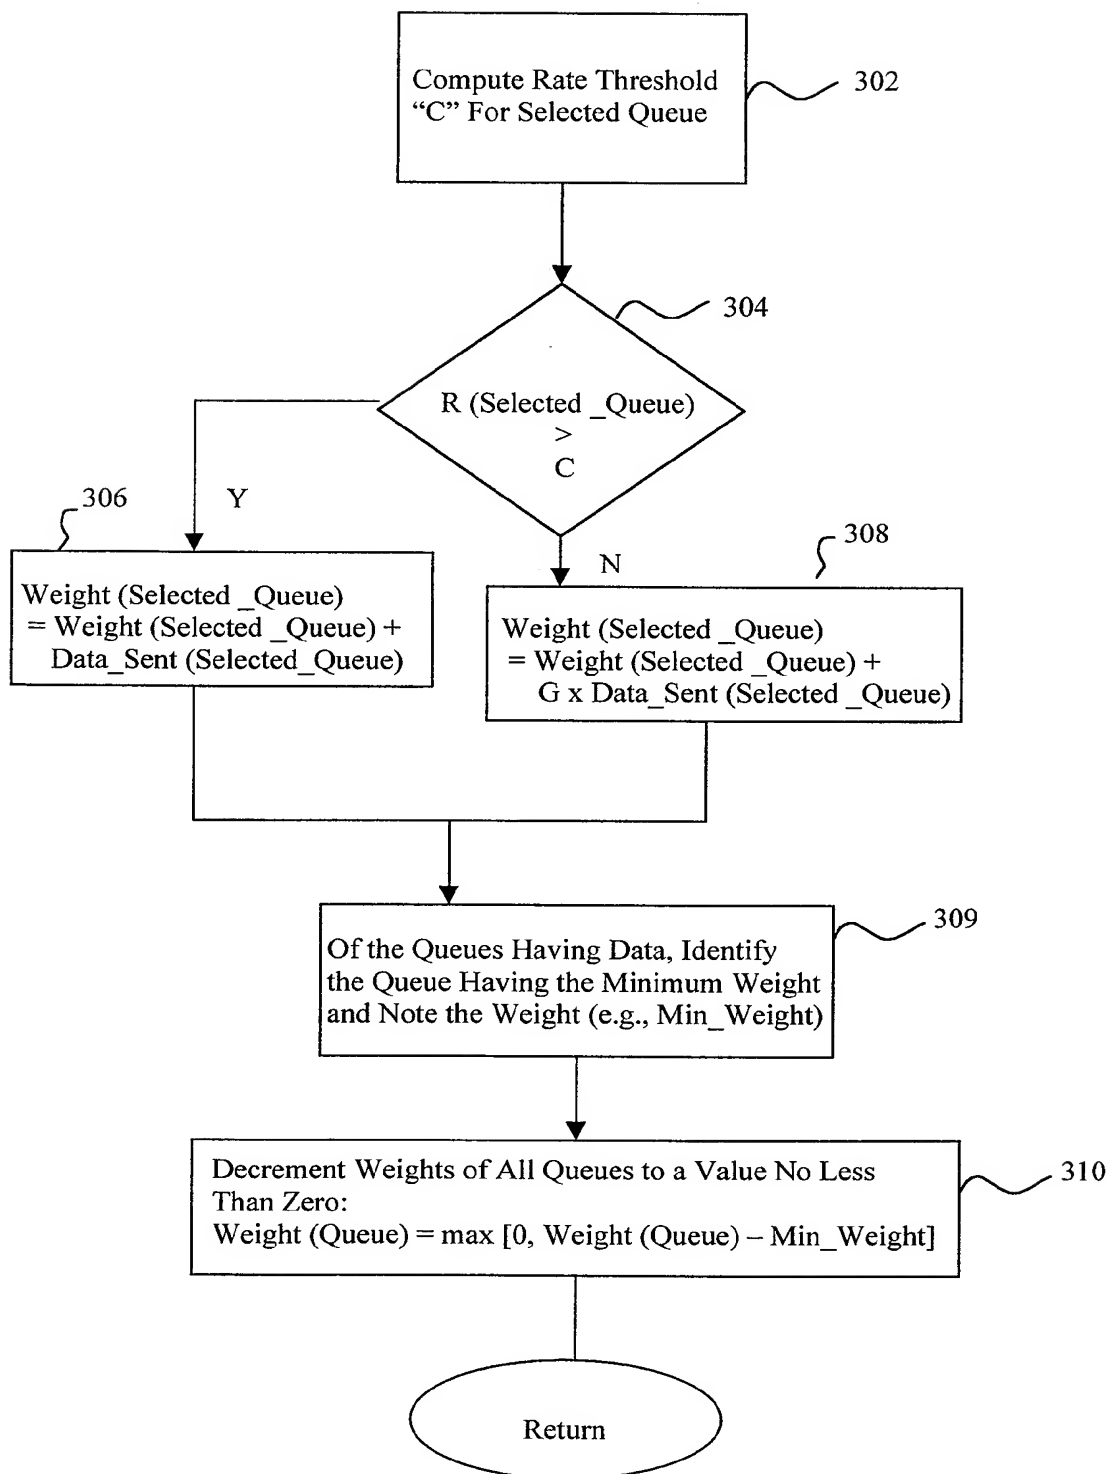 Compute Rate Threshold
“C” For Selected Queue
302
304
R (Selected _Queue)
>
C
Y
306
N
308
Weight (Selected _Queue)
= Weight (Selected _Queue) +
Data_Sent (Selected_Queue)
Weight (Selected _Queue)
= Weight (Selected _Queue) +
G x Data_Sent (Selected _Queue)
309
Of the Queues Having Data, Identify
the Queue Having the Minimum Weight
and Note the Weight (e.g., Min_Weight)
310
Decrement Weights of All Queues to a Value No Less
Than Zero:
Weight (Queue) = max [0, Weight (Queue) – Min_Weight]
Return